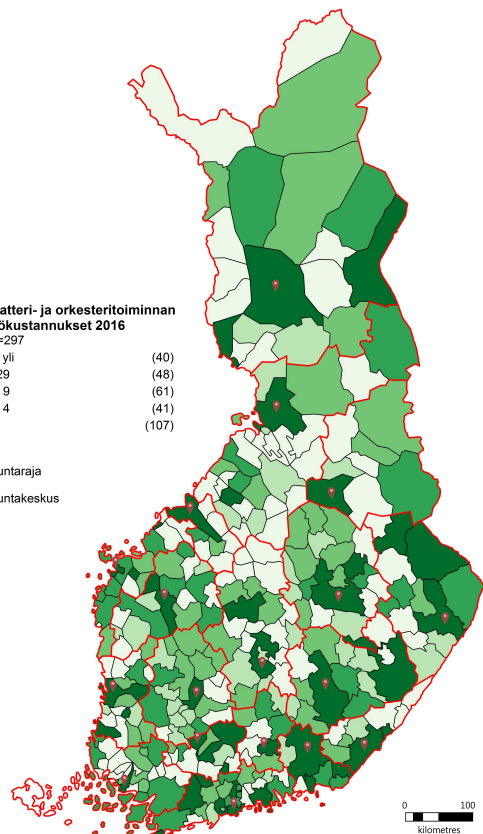 atteri- ja orkesteritoiminnan
ökustannukset 2016
=297
yli (40)
29 (48)
9 (61)
4 (41)
(107)
untaraja
untakeskus
0 100
kilometres